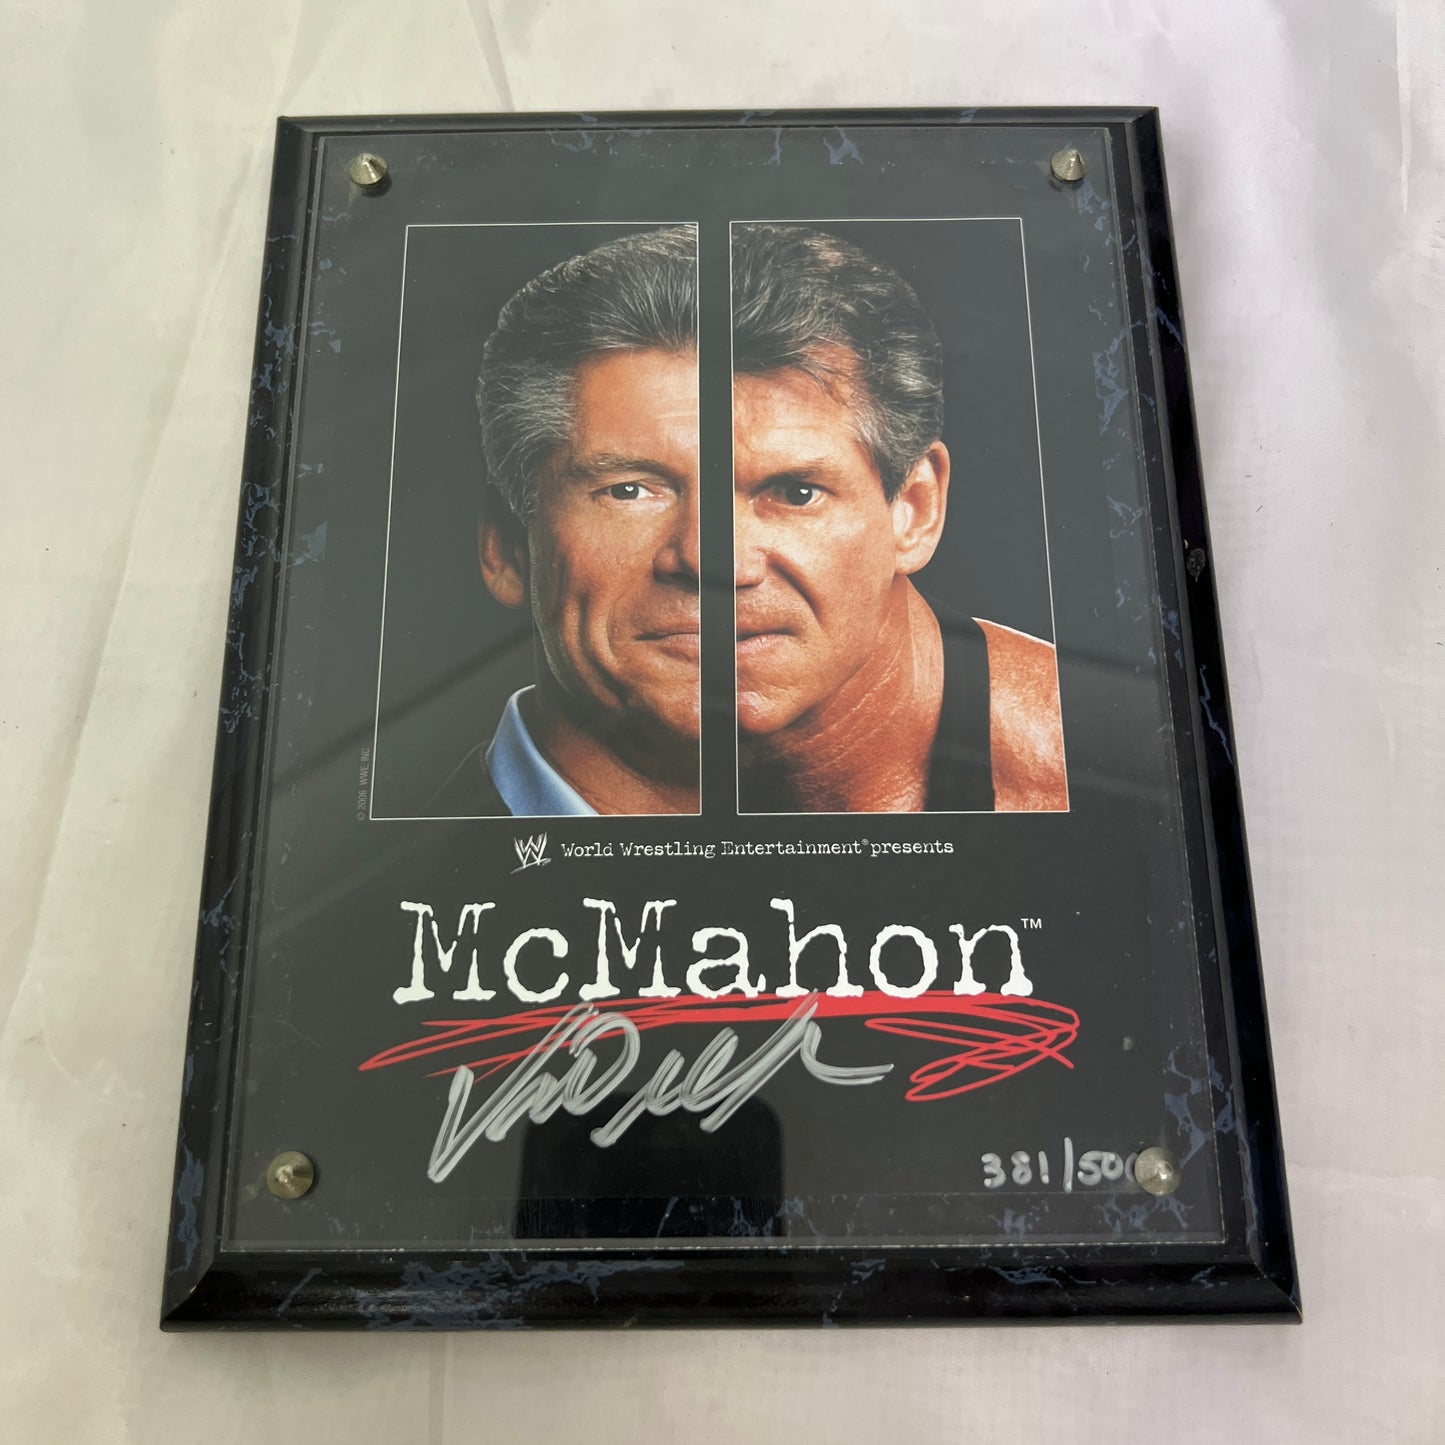 © 2006 WWE, INC
W World Wrestling Entertainment® presents
McMahon™
381/500